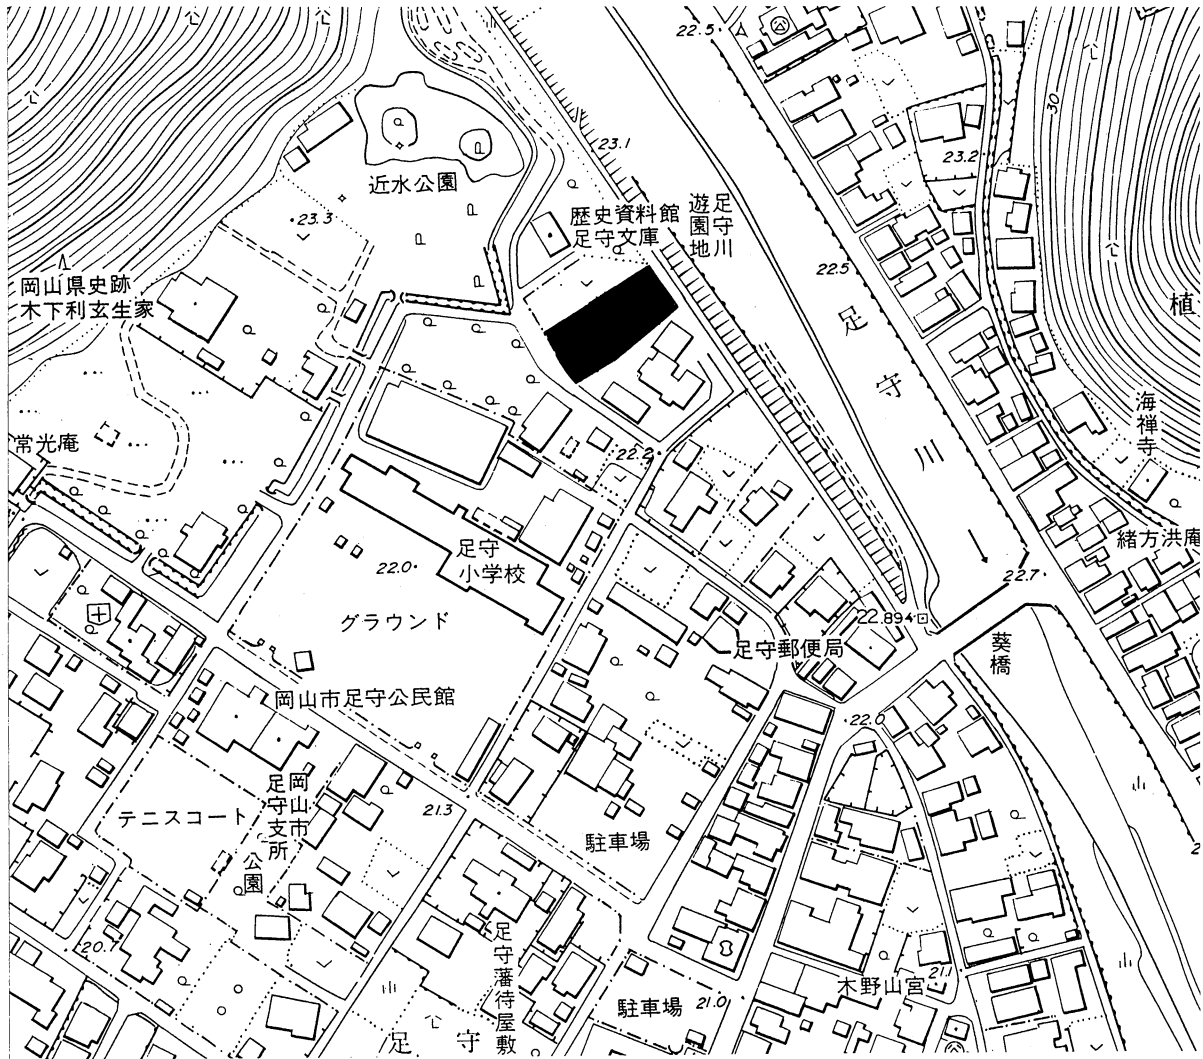 22.5
30
23.1
23.2
近水公園
23.3
歴史資料館
足守文庫
足守川
遊園地
22.5
岡山県史跡
木下利玄生家
植
足守川
海禅寺
常光庵
22.2
緒方洪庵
足守
小学校
22.0
22.7
グラウンド
22.894
足守郵便局
葵橋
岡山市足守公民館
22.0
岡山市
足守支所
テニスコート
21.3
駐車場
公園
20.
足守藩侍屋敷
21.1
木野山宮
駐車場
21.0
足守